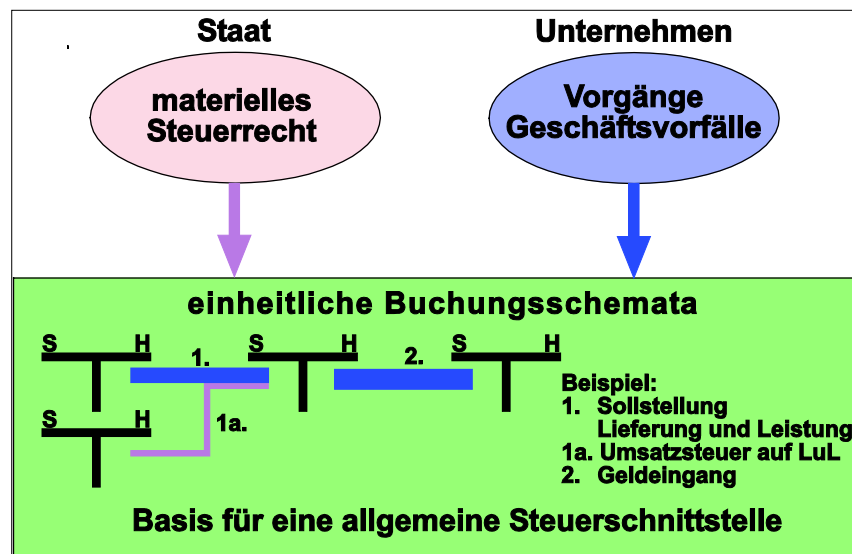 Staat
Unternehmen
materielles
Steuerrecht
Vorgänge
Geschäftsvorfälle
einheitliche Buchungsschemata
S H
1.
S H
2.
S H
S H
1a.
Beispiel:
1. Sollstellung
Lieferung und Leistung
1a. Umsatzsteuer auf LuL
2. Geldeingang
Basis für eine allgemeine Steuerschnittstelle